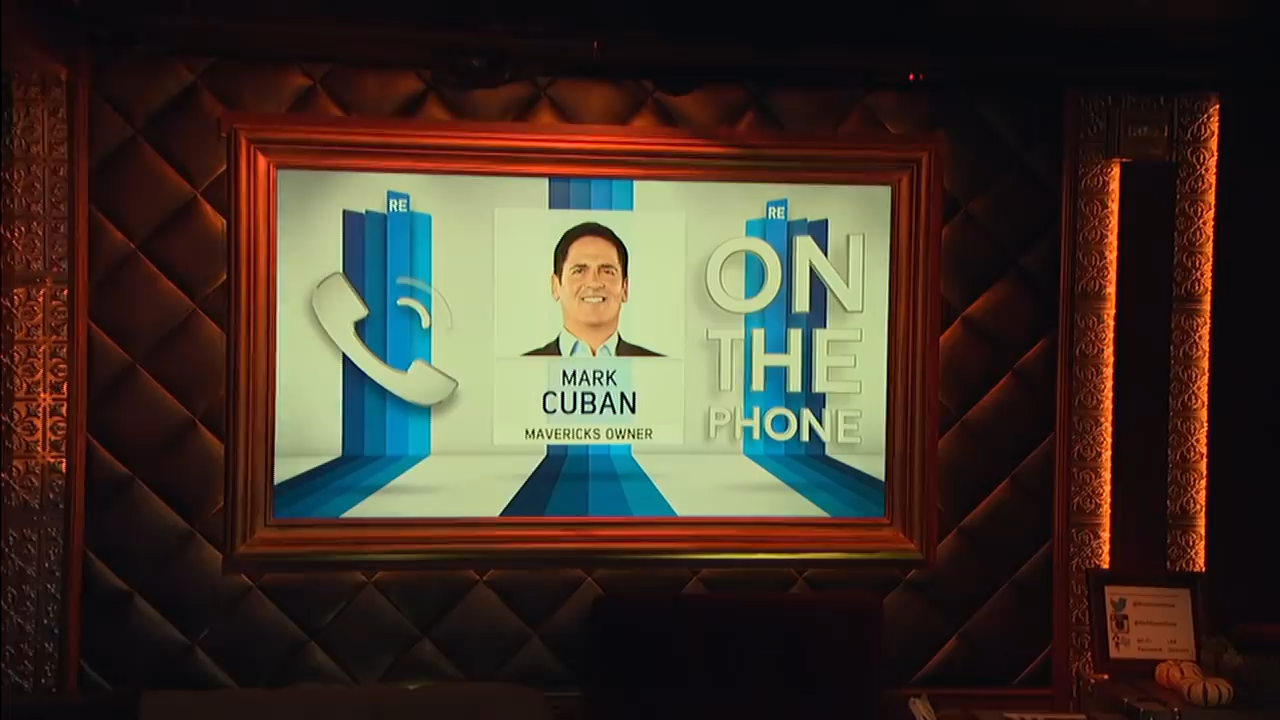 RE
RE
MARK
CUBAN
MAVERICKS OWNER
ON
THE
PHONE